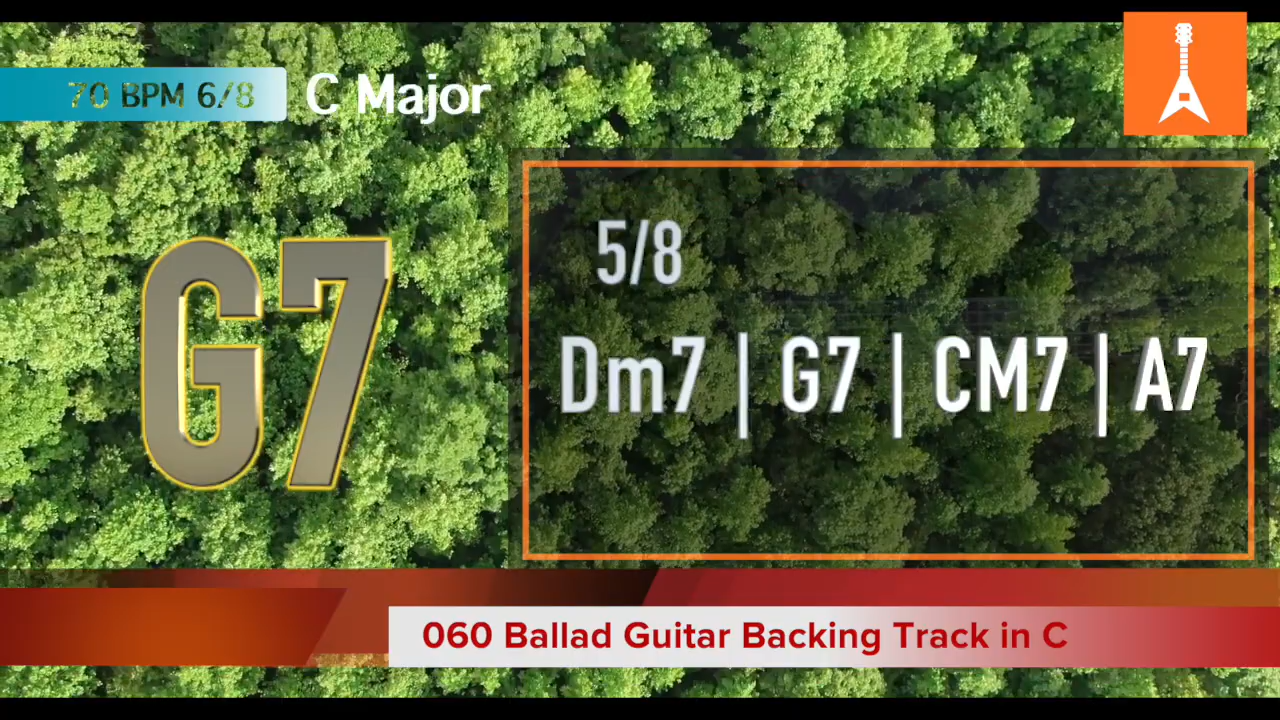 70 BPM 6/8 C Major
G7
5/8
Dm7 | G7 | CM7 | A7
060 Ballad Guitar Backing Track in C